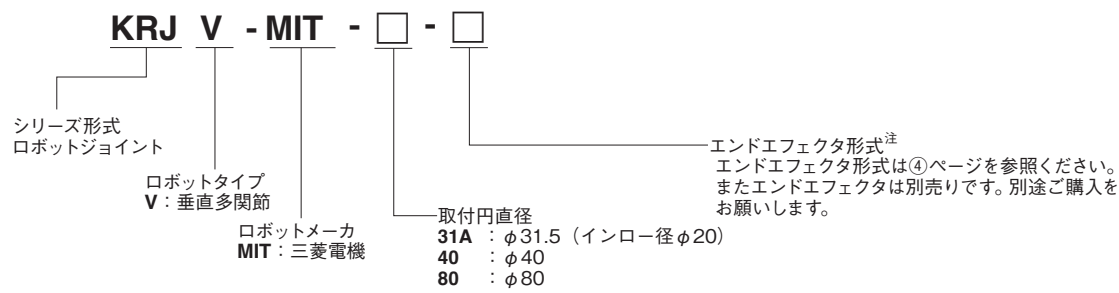 KRJ V - MIT - □ - □
シリーズ形式
ロボットジョイント
ロボットタイプ
V：垂直多関節
ロボットメーカ
MIT：三菱電機
取付円直径
31A ：φ31.5（インロー径φ20）
40 ：φ40
80 ：φ80
エンドエフェクタ形式注
エンドエフェクタ形式は④ページを参照ください。
またエンドエフェクタは別売りです。別途ご購入を
お願いします。